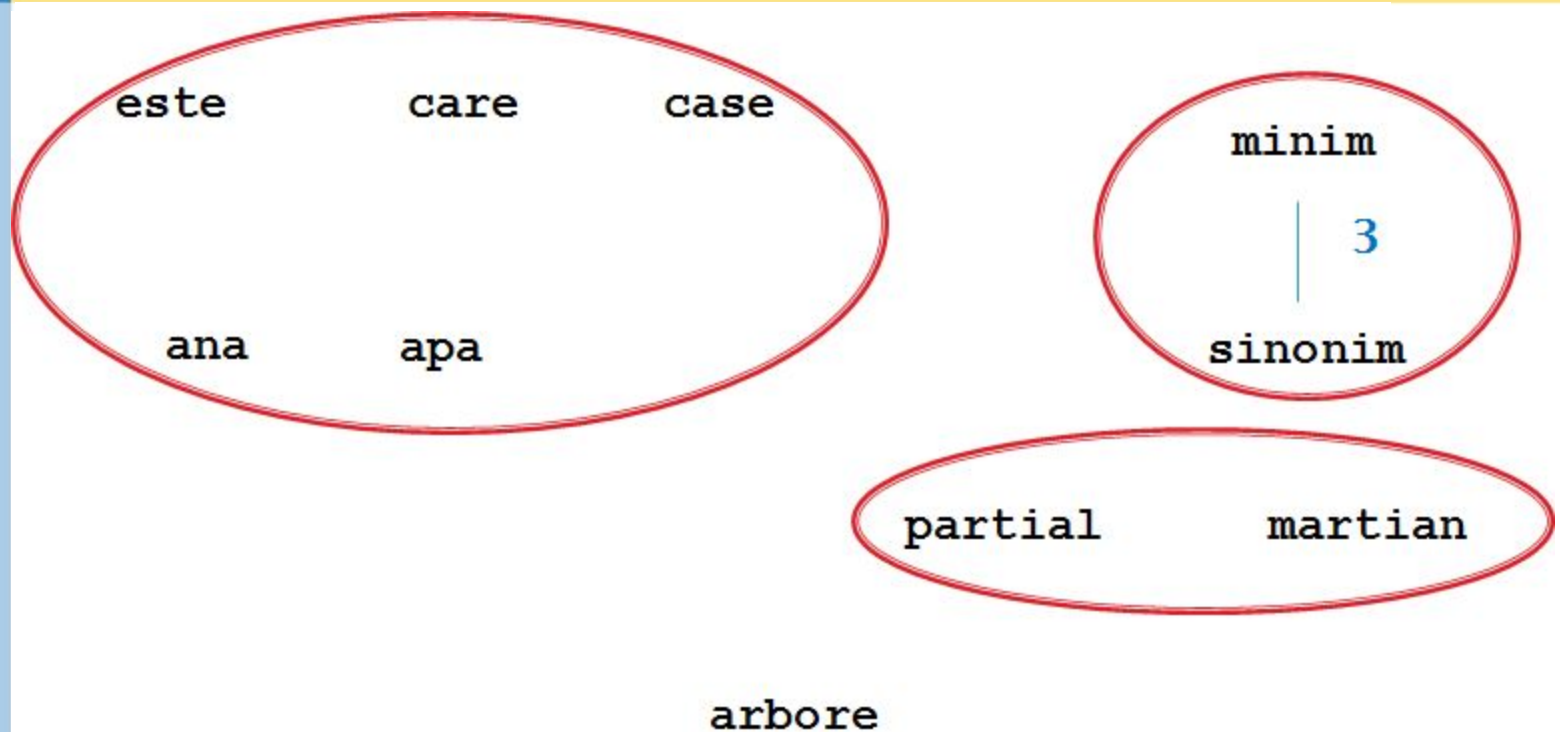 este care case
minim
3
ana apa
sinonim
partial martian
arbore